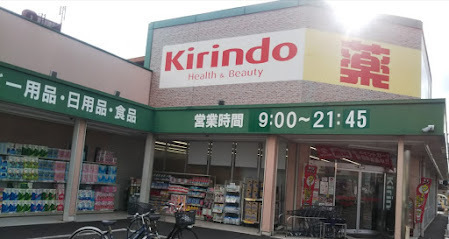 Kirindo
Health & Beauty
薬
ー用品・日用品・食品
営業時間 9:00～21:45